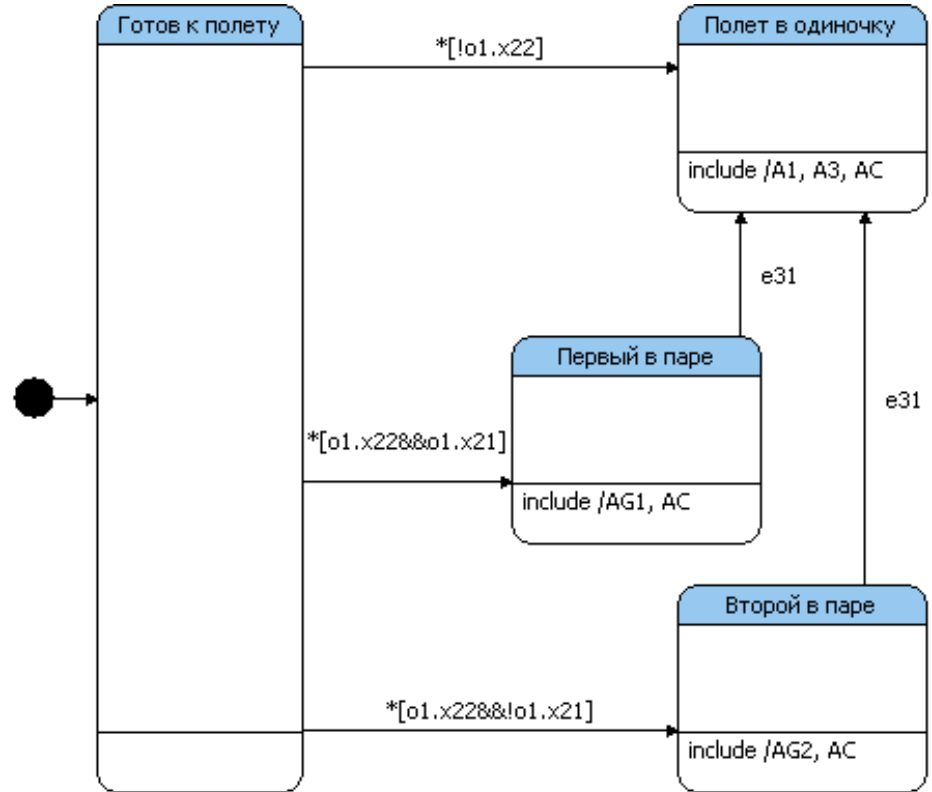 Готов к полету
Полет в одиночку
*[!o1.x22]
include /A1, A3, AC
e31
Первый в паре
e31
*[o1.x22&&o1.x21]
include /AG1, AC
Второй в паре
*[o1.x22&&!o1.x21]
include /AG2, AC